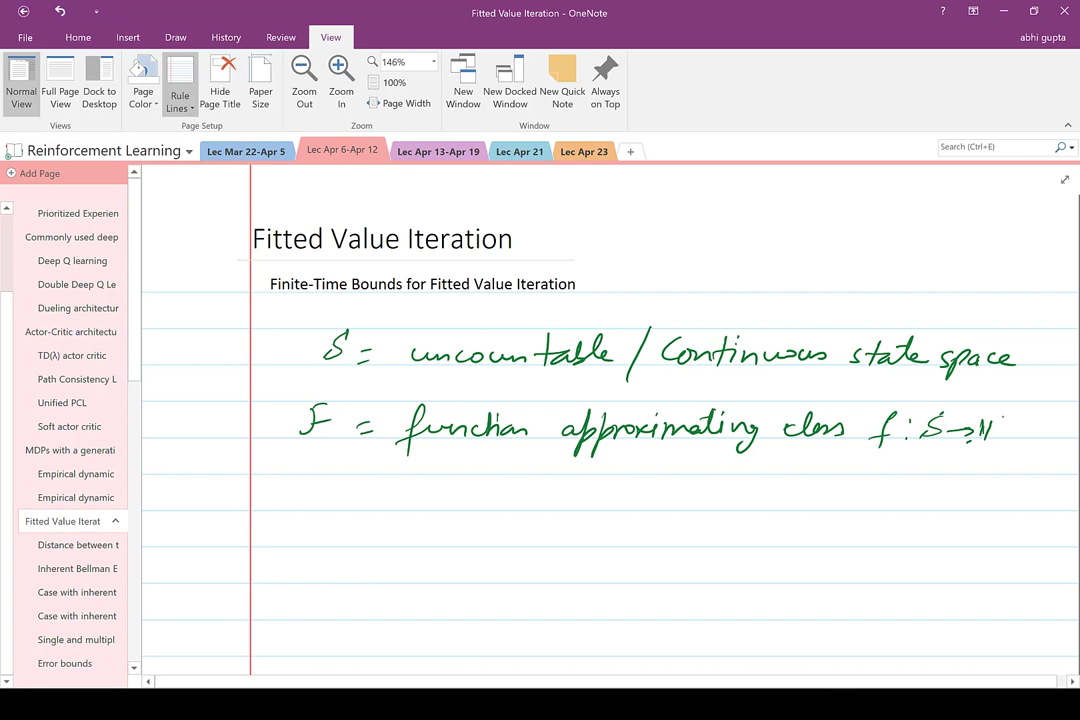 Fitted Value Iteration - OneNote
?
abhi gupta
File Home Insert Draw History Review View
Normal View
Full Page View
Dock to Desktop
Page Color
Rule Lines
Hide Page Title
Paper Size
Zoom Out
Zoom In
146%
100%
Page Width
New Window
New Docked Window
New Quick Note
Always on Top
Views
Page Setup
Zoom
Window
Reinforcement Learning
Lec Mar 22-Apr 5
Lec Apr 6-Apr 12
Lec Apr 13-Apr 19
Lec Apr 21
Lec Apr 23
Search (Ctrl+E)
Add Page
Prioritized Experien
Commonly used deep
Deep Q learning
Double Deep Q Le
Dueling architectur
Actor-Critic architectu
TD(λ) actor critic
Path Consistency L
Unified PCL
Soft actor critic
MDPs with a generati
Empirical dynamic
Empirical dynamic
Fitted Value Iterat
Distance between t
Inherent Bellman E
Case with inherent
Case with inherent
Single and multipl
Error bounds
Fitted Value Iteration
Finite-Time Bounds for Fitted Value Iteration
S = uncountable / Continuous state space
F = function approximating class f : S →